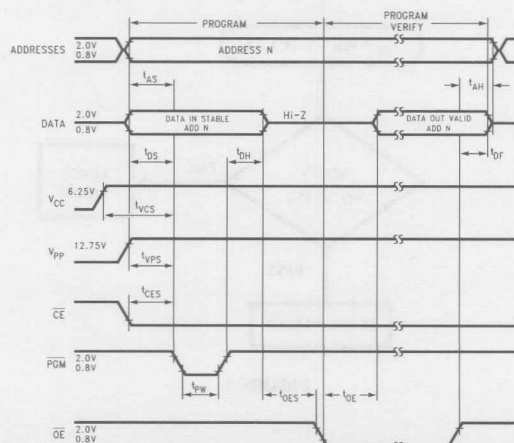 PROGRAM
PROGRAM VERIFY
ADDRESSES 2.0V 0.8V ADDRESS N
tAS
tAH
DATA 2.0V 0.8V DATA IN STABLE ADD N Hi-Z DATA OUT VALID ADD N
tDS
tDH
tDF
VCC 6.25V
tVCS
VPP 12.75V
tVPS
CE
tCES
PGM 2.0V 0.8V
tPW
tOES
tOE
OE 2.0V 0.8V